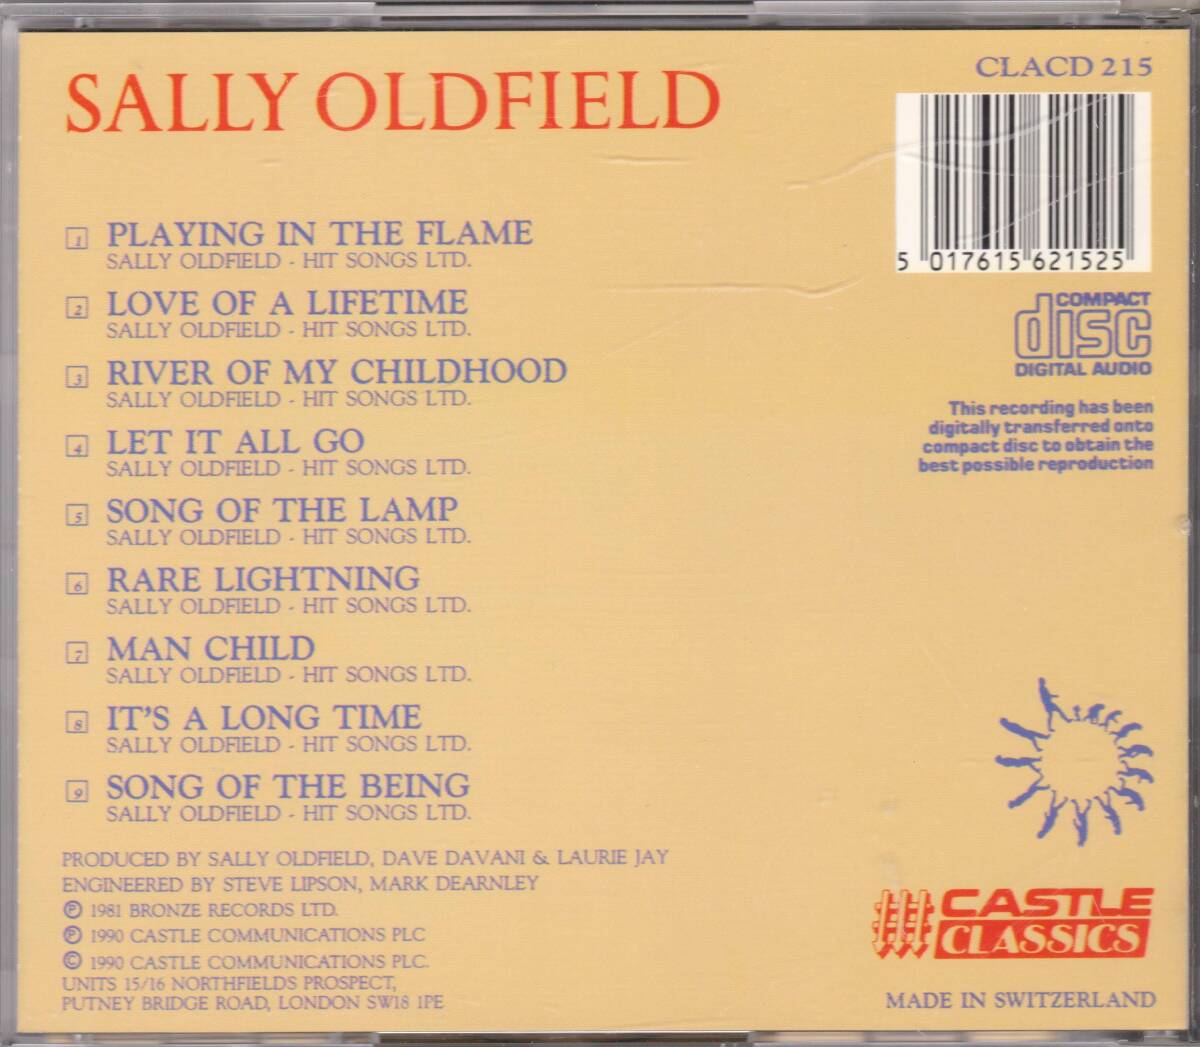 SALLY OLDFIELD
CLACD 215
5 017615 621525
1 PLAYING IN THE FLAME
SALLY OLDFIELD - HIT SONGS LTD.
2 LOVE OF A LIFETIME
SALLY OLDFIELD - HIT SONGS LTD.
3 RIVER OF MY CHILDHOOD
SALLY OLDFIELD - HIT SONGS LTD.
4 LET IT ALL GO
SALLY OLDFIELD - HIT SONGS LTD.
5 SONG OF THE LAMP
SALLY OLDFIELD - HIT SONGS LTD.
6 RARE LIGHTNING
SALLY OLDFIELD - HIT SONGS LTD.
7 MAN CHILD
SALLY OLDFIELD - HIT SONGS LTD.
8 IT'S A LONG TIME
SALLY OLDFIELD - HIT SONGS LTD.
9 SONG OF THE BEING
SALLY OLDFIELD - HIT SONGS LTD.
COMPACT
disc
DIGITAL AUDIO
This recording has been
digitally transferred onto
compact disc to obtain the
best possible reproduction
PRODUCED BY SALLY OLDFIELD, DAVE DAVANI & LAURIE JAY
ENGINEERED BY STEVE LIPSON, MARK DEARNLEY
℗ 1981 BRONZE RECORDS LTD.
℗ 1990 CASTLE COMMUNICATIONS PLC
© 1990 CASTLE COMMUNICATIONS PLC.
UNITS 15/16 NORTHFIELDS PROSPECT,
PUTNEY BRIDGE ROAD, LONDON SW18 1PE
CASTLE
CLASSICS
MADE IN SWITZERLAND